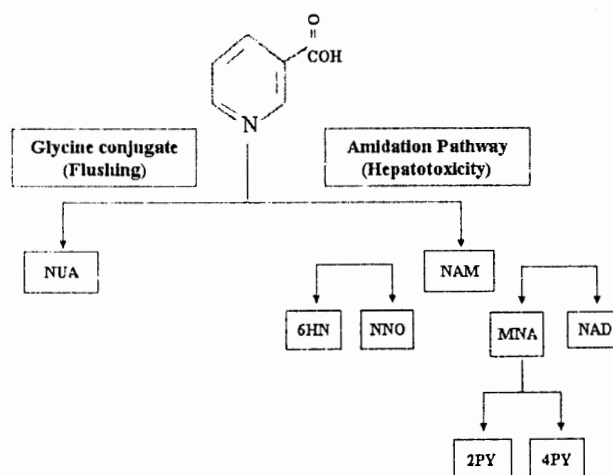 O
COH
N
Glycine conjugate
(Flushing)
Amidation Pathway
(Hepatotoxicity)
NUA
NAM
6HN
NNO
MNA
NAD
2PY
4PY